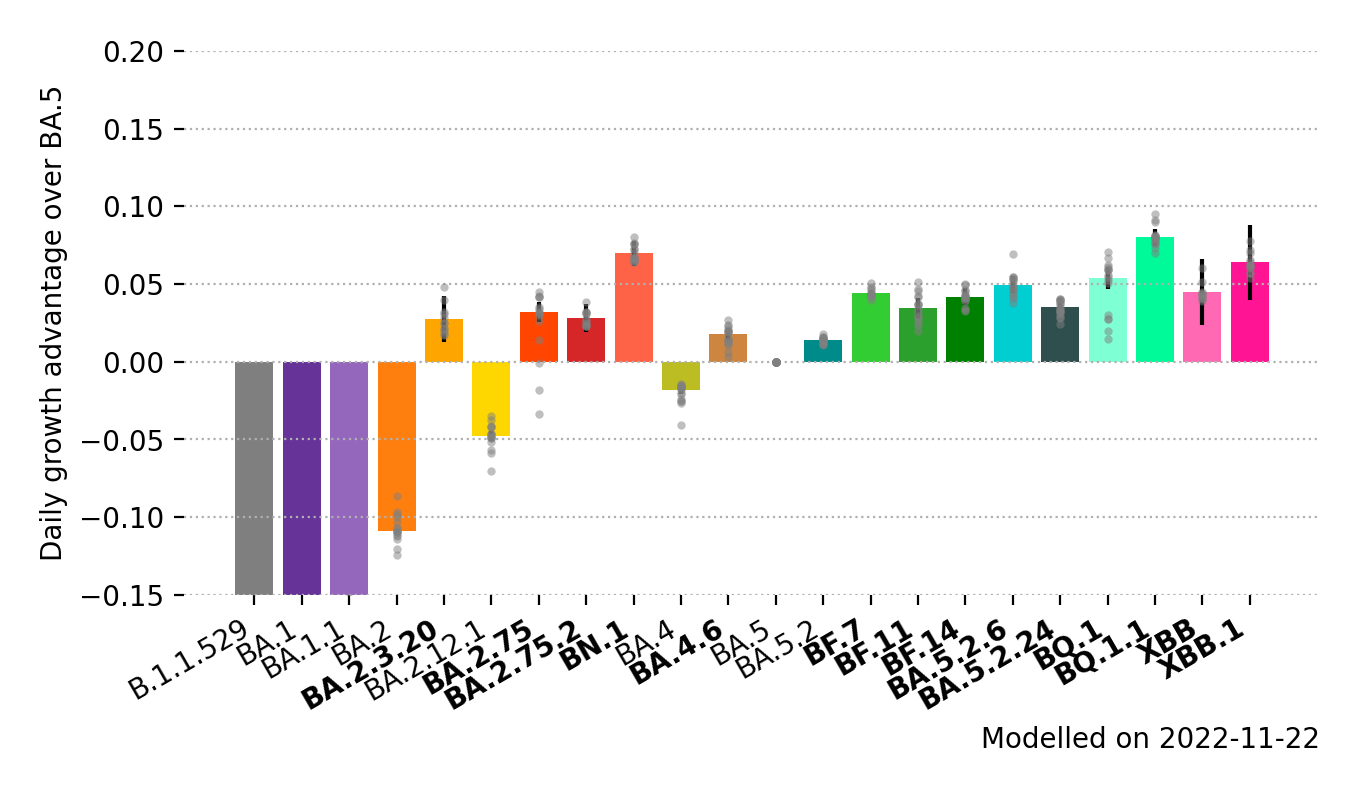 Daily growth advantage over BA.5
0.20
0.15
0.10
0.05
0.00
−0.05
−0.10
−0.15
B.1.1.529
BA.1
BA.1.1
BA.2
BA.2.3.20
BA.2.12.1
BA.2.75
BA.2.75.2
BN.1
BA.4
BA.4.6
BA.5
BA.5.2
BF.7
BF.11
BF.14
BA.5.2.6
BA.5.2.24
BQ.1
BQ.1.1
XBB
XBB.1
Modelled on 2022-11-22